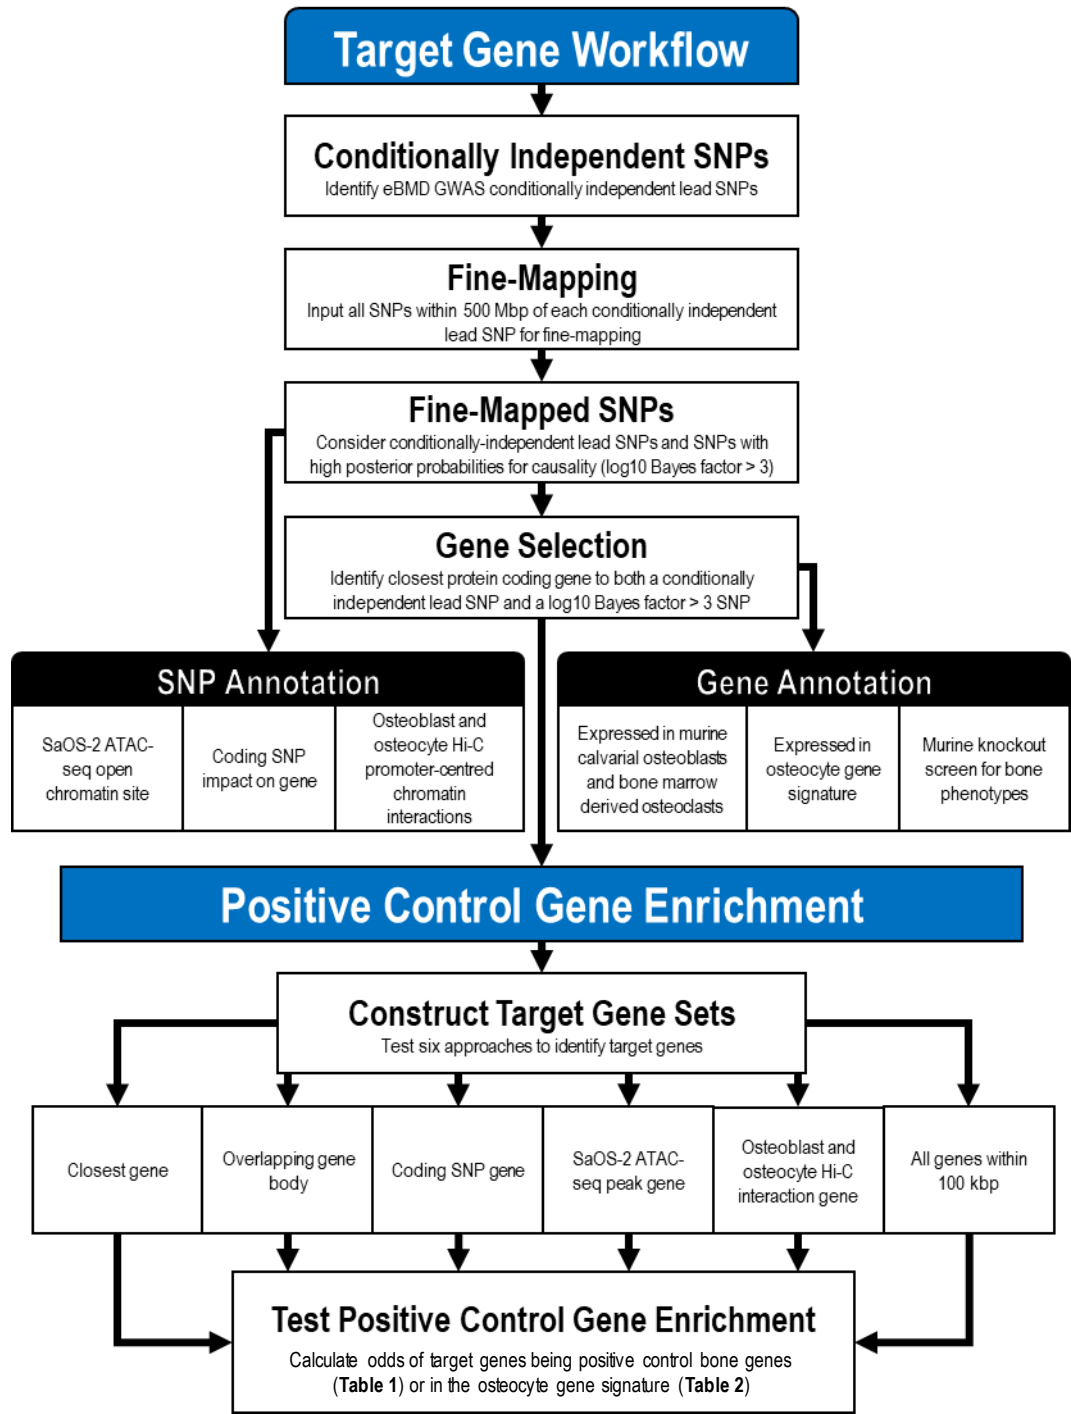 Target Gene Workflow
Conditionally Independent SNPs
Identify eBMD GWAS conditionally independent lead SNPs
Fine-Mapping
Input all SNPs within 500 Mbp of each conditionally independent
lead SNP for fine-mapping
Fine-Mapped SNPs
Consider conditionally-independent lead SNPs and SNPs with
high posterior probabilities for causality (log10 Bayes factor > 3)
Gene Selection
Identify closest protein coding gene to both a conditionally
independent lead SNP and a log10 Bayes factor > 3 SNP
SNP Annotation
SaOS-2 ATAC-
seq open
chromatin site
Coding SNP
impact on gene
Osteoblast and
osteocyte Hi-C
promoter-centred
chromatin
interactions
Gene Annotation
Expressed in murine
calvarial osteoblasts
and bone marrow
derived osteoclasts
Expressed in
osteocyte gene
signature
Murine knockout
screen for bone
phenotypes
Positive Control Gene Enrichment
Construct Target Gene Sets
Test six approaches to identify target genes
Closest gene
Overlapping gene
body
Coding SNP gene
SaOS-2 ATAC-
seq peak gene
Osteoblast and
osteocyte Hi-C
interaction gene
All genes within
100 kbp
Test Positive Control Gene Enrichment
Calculate odds of target genes being positive control bone genes
(Table 1) or in the osteocyte gene signature (Table 2)